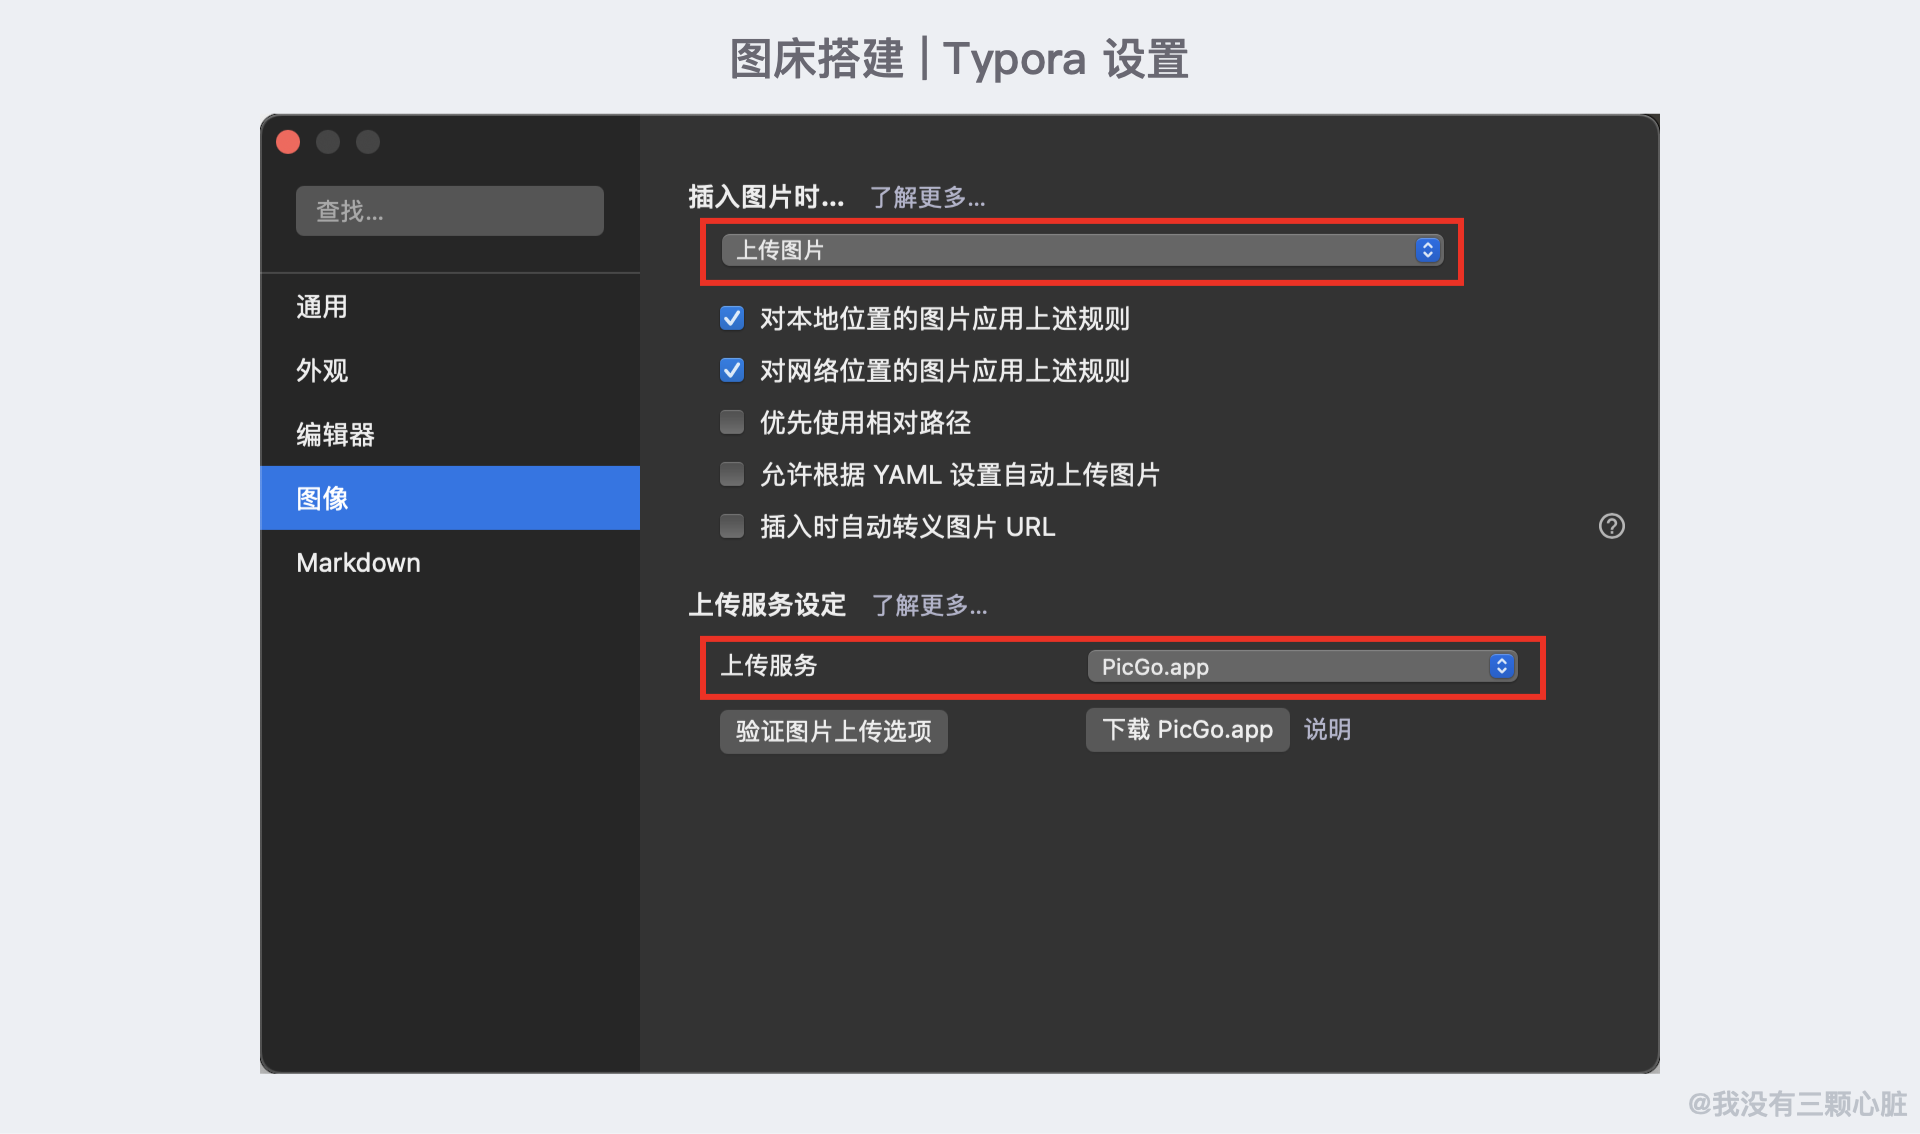 图床搭建 | Typora 设置
查找...
通用
外观
编辑器
图像
Markdown
插入图片时... 了解更多...
上传图片
对本地位置的图片应用上述规则
对网络位置的图片应用上述规则
优先使用相对路径
允许根据 YAML 设置自动上传图片
插入时自动转义图片 URL
?
上传服务设定 了解更多...
上传服务 PicGo.app
验证图片上传选项 下载 PicGo.app 说明
@我没有三颗心脏